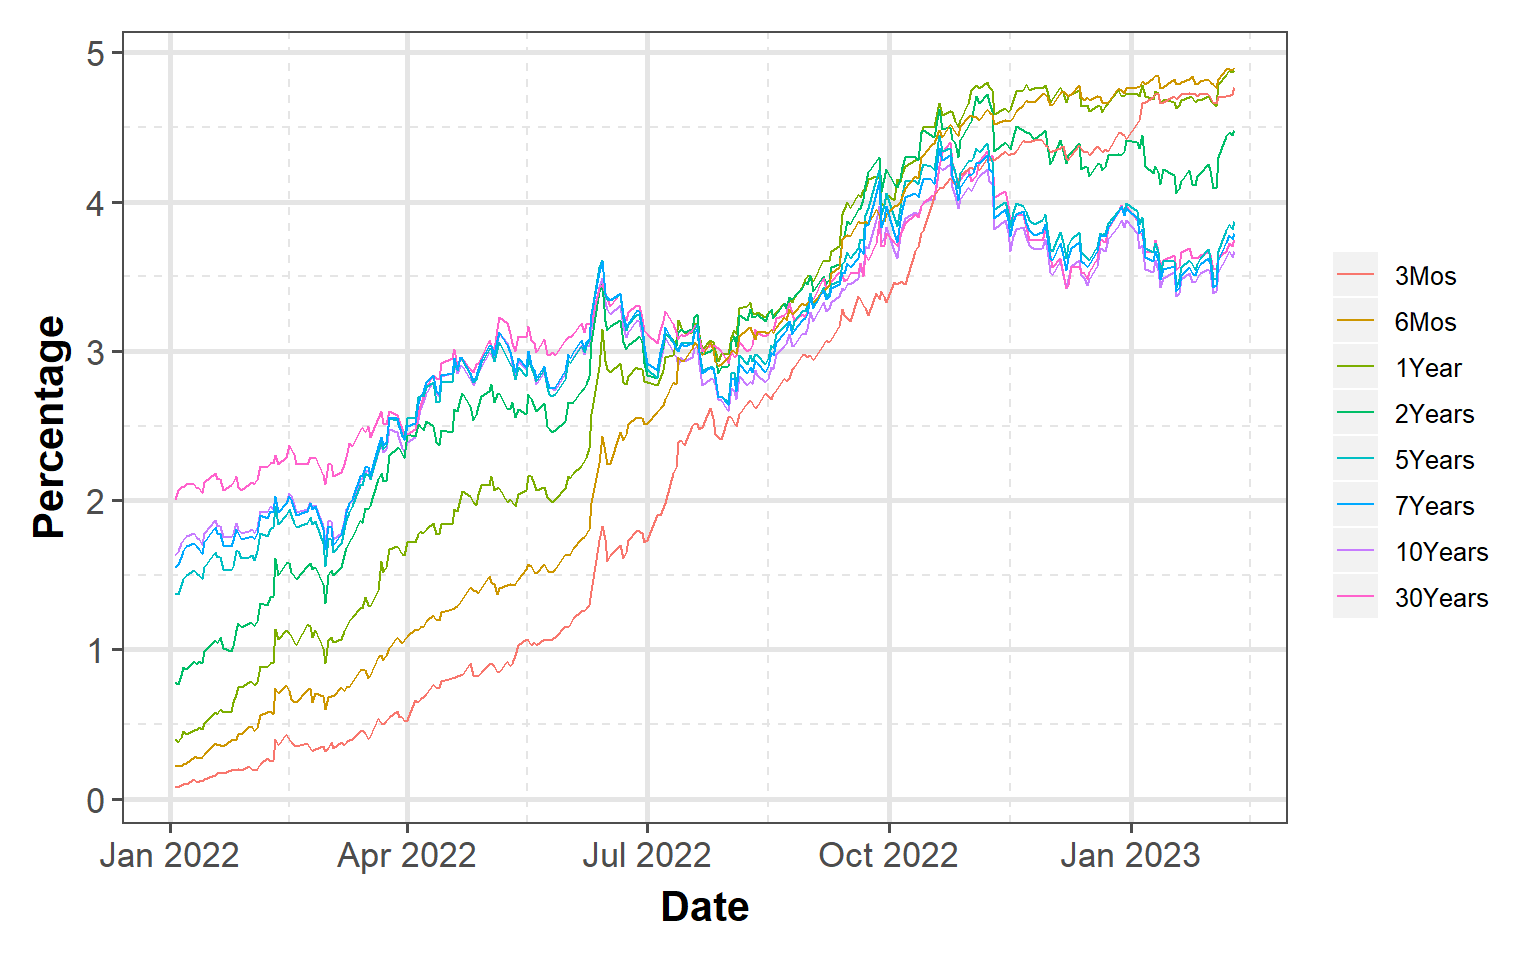 Percentage
5
4
3
2
1
0
Jan 2022
Apr 2022
Jul 2022
Oct 2022
Jan 2023
Date
3Mos
6Mos
1Year
2Years
5Years
7Years
10Years
30Years